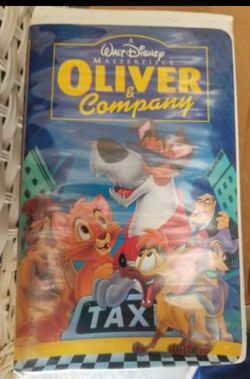 A
WALT DISNEY
MASTERPIECE
OLIVER
&
Company
TAXI